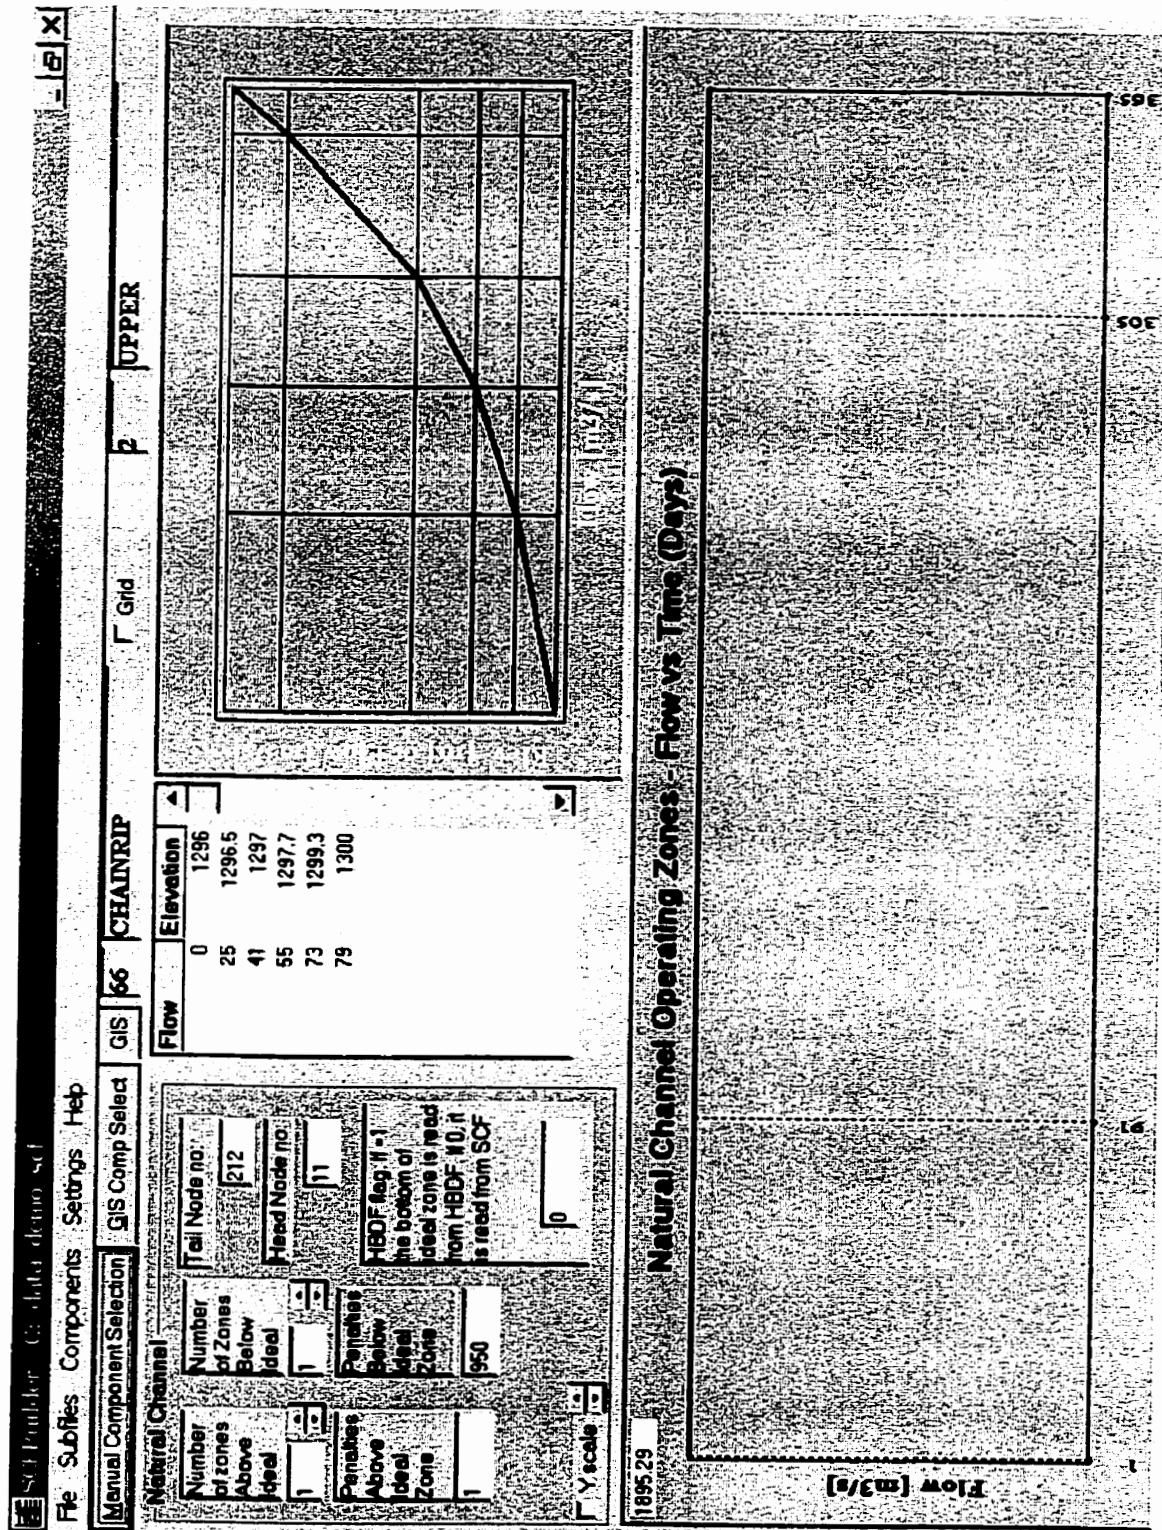 SCF Builder C:\data\demo.scf
File Subfiles Components Settings Help
Manual Component Selection GIS Comp Select GIS 66 CHAINRIP Grid 2 UPPER
Natural Channel
Number of zones Above Ideal
1
Number of Zones Below Ideal
1
Tail Node no:
212
Head Node no:
11
Penalties Above Ideal Zone
1
Penalties Below Ideal Zone
950
HBDF flag. If =1
the bottom of
ideal zone is read
from HBDF. If 0, it
is read from SCF
0
Y scale
Flow Elevation
0 1296
25 1296.5
41 1297
55 1297.7
73 1299.3
79 1300
1895.29
Natural Channel Operating Zones:- Flow vs Time (Days)
Flow [m3/s]
1 91 305 365